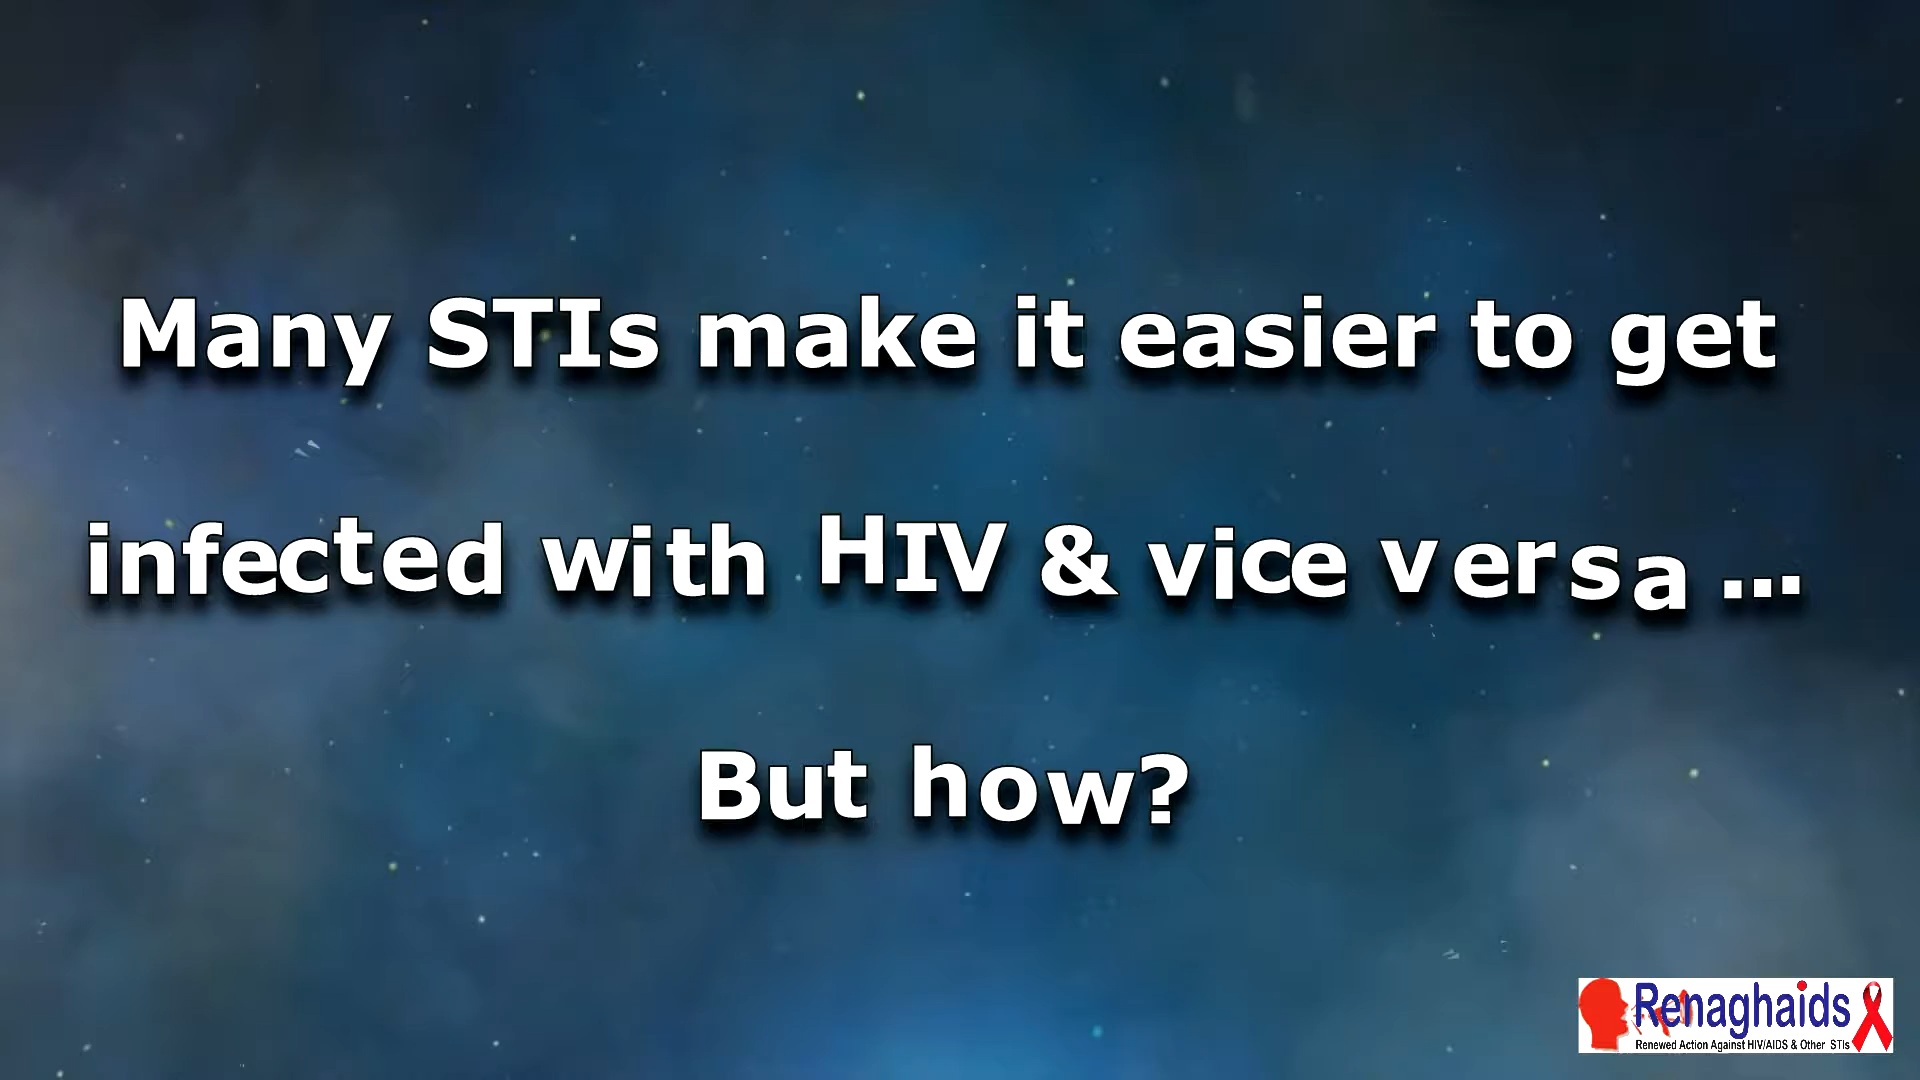 Many STIs make it easier to get
infected with HIV & vice versa ...
But how?
Renaghaids
Renewed Action Against HIV/AIDS & Other STIs